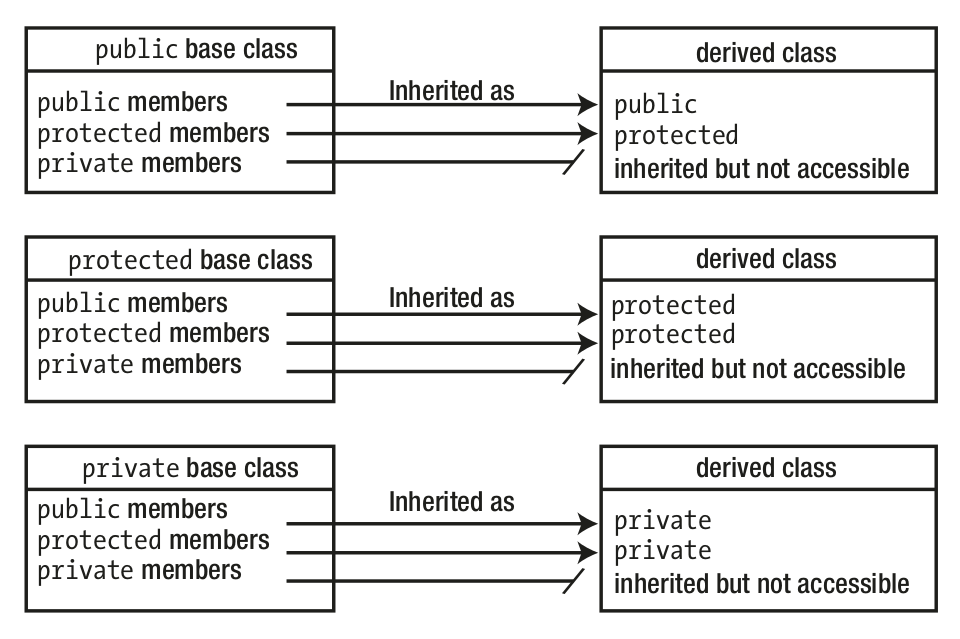 public base class
public members
protected members
private members
Inherited as
derived class
public
protected
inherited but not accessible
protected base class
public members
protected members
private members
Inherited as
derived class
protected
protected
inherited but not accessible
private base class
public members
protected members
private members
Inherited as
derived class
private
private
inherited but not accessible